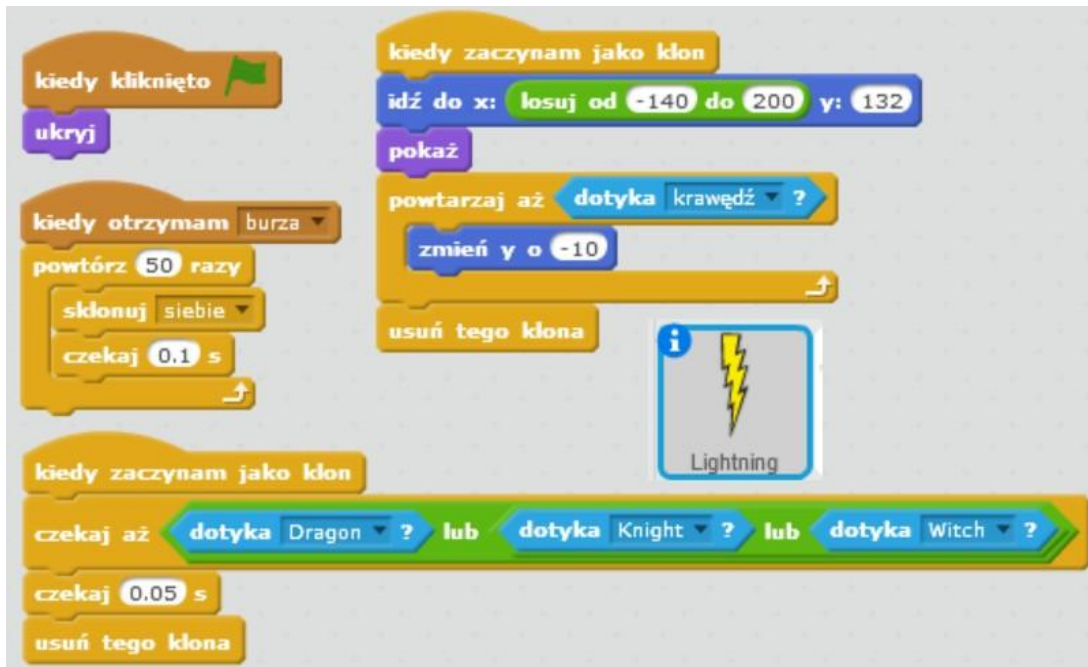 kiedy kliknięto
ukryj
kiedy otrzymam burza
powtórz 50 razy
sklonuj siebie
czekaj 0.1 s
kiedy zaczynam jako klon
idź do x: losuj od -140 do 200 y: 132
pokaż
powtarzaj aż dotyka krawędź ?
zmień y o -10
usuń tego klona
i
Lightning
kiedy zaczynam jako klon
czekaj aż dotyka Dragon ? lub dotyka Knight ? lub dotyka Witch ?
czekaj 0.05 s
usuń tego klona